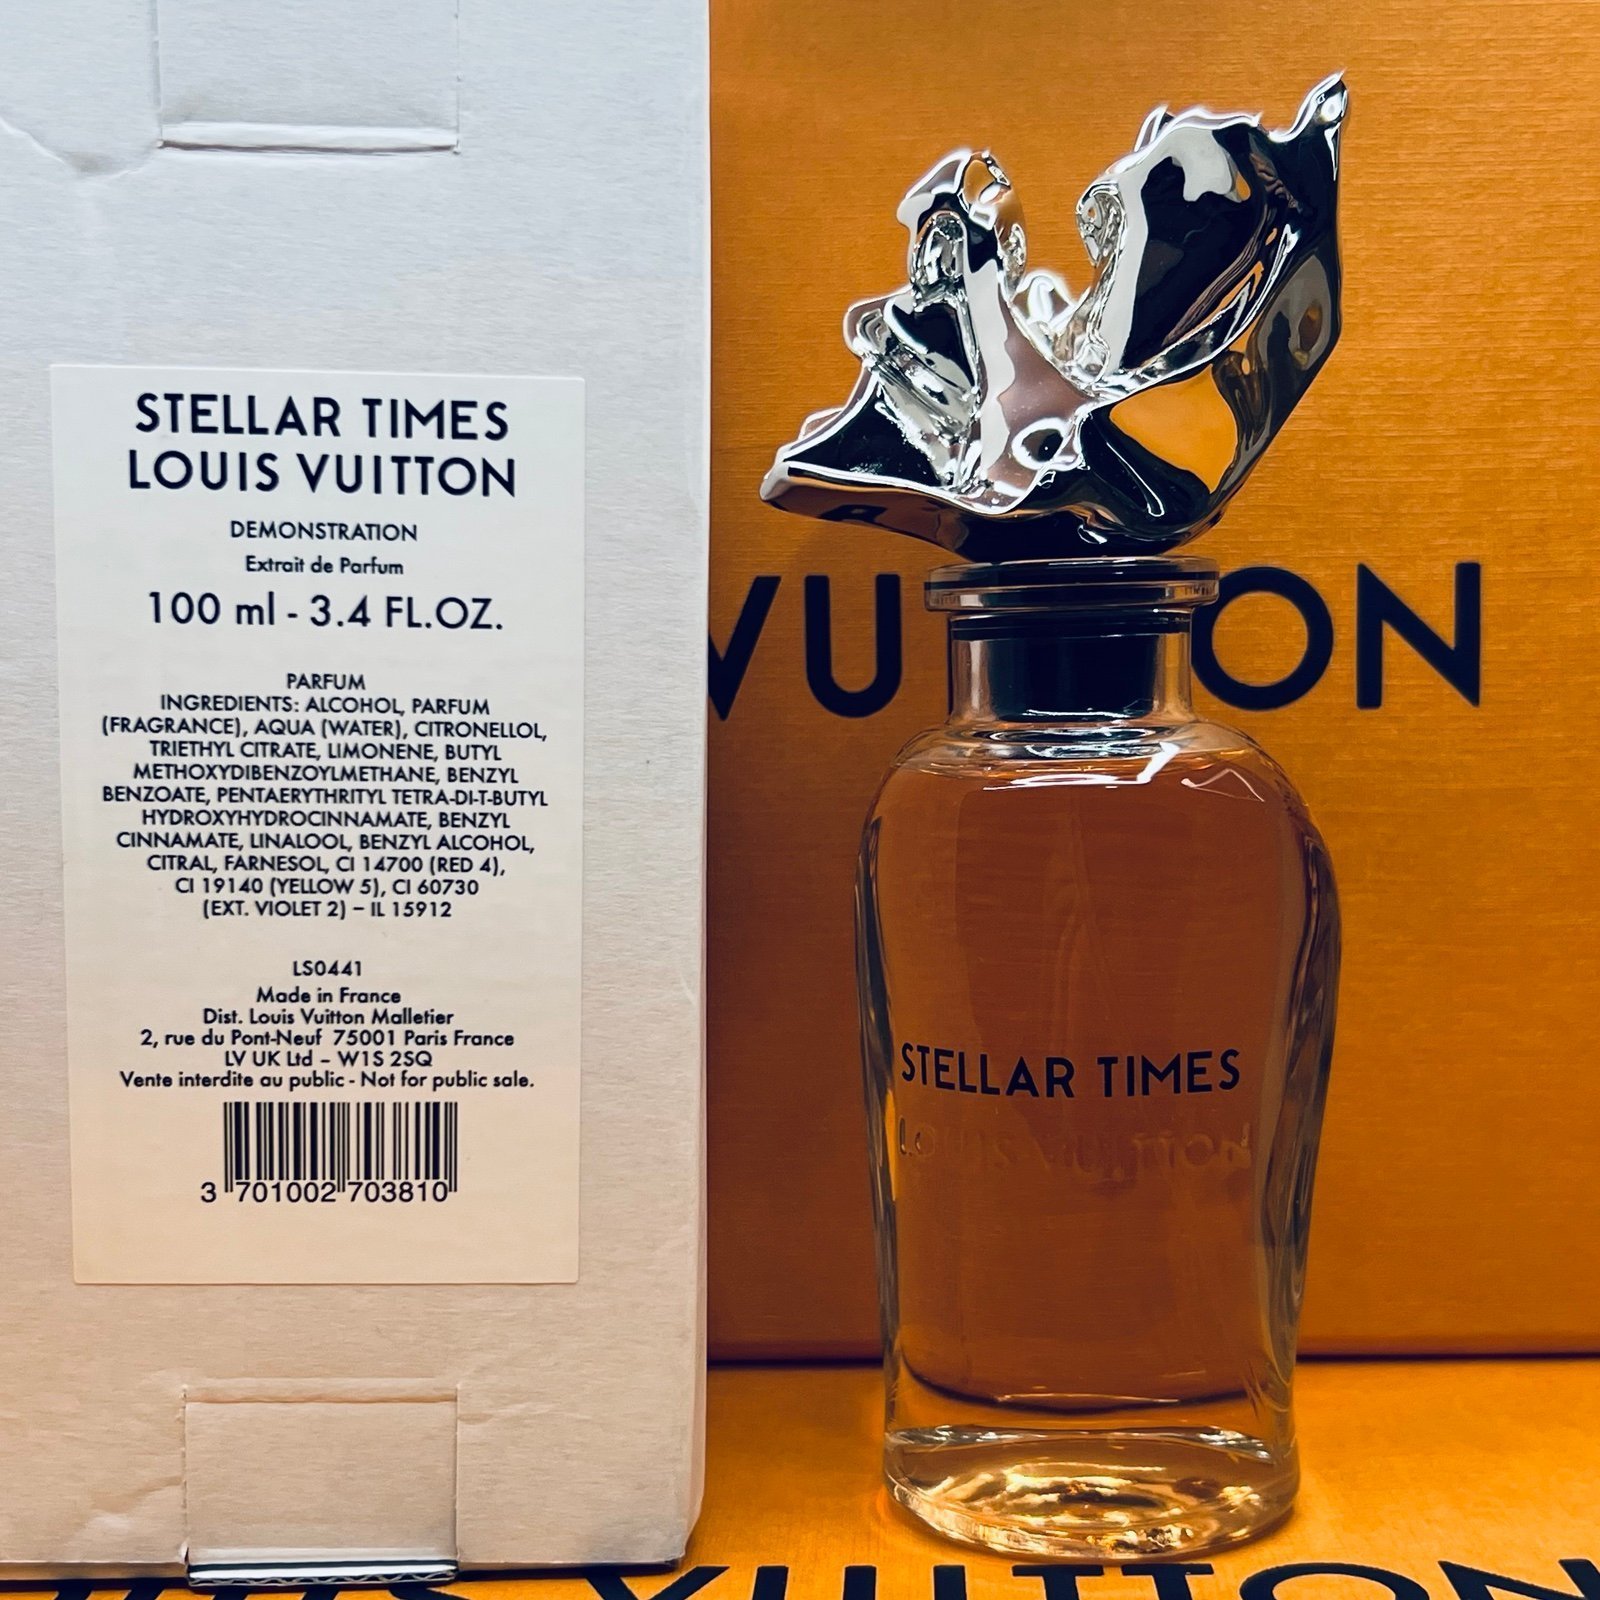 STELLAR TIMES
LOUIS VUITTON
DEMONSTRATION
Extrait de Parfum
100 ml - 3.4 FL.OZ.
PARFUM
INGREDIENTS: ALCOHOL, PARFUM
(FRAGRANCE), AQUA (WATER), CITRONELLOL,
TRIETHYL CITRATE, LIMONENE, BUTYL
METHOXYDIBENZOYLMETHANE, BENZYL
BENZOATE, PENTAERYTHRITYL TETRA-DI-T-BUTYL
HYDROXYHYDROCINNAMATE, BENZYL
CINNAMATE, LINALOOL, BENZYL ALCOHOL,
CITRAL, FARNESOL, CI 14700 (RED 4),
CI 19140 (YELLOW 5), CI 60730
(EXT. VIOLET 2) – IL 15912
LS0441
Made in France
Dist. Louis Vuitton Malletier
2, rue du Pont-Neuf 75001 Paris France
LV UK Ltd – W1S 2SQ
Vente interdite au public - Not for public sale.
3 701002 703810
VU ON
STELLAR TIMES
LOUIS VUITTON
OUIS VUITTON